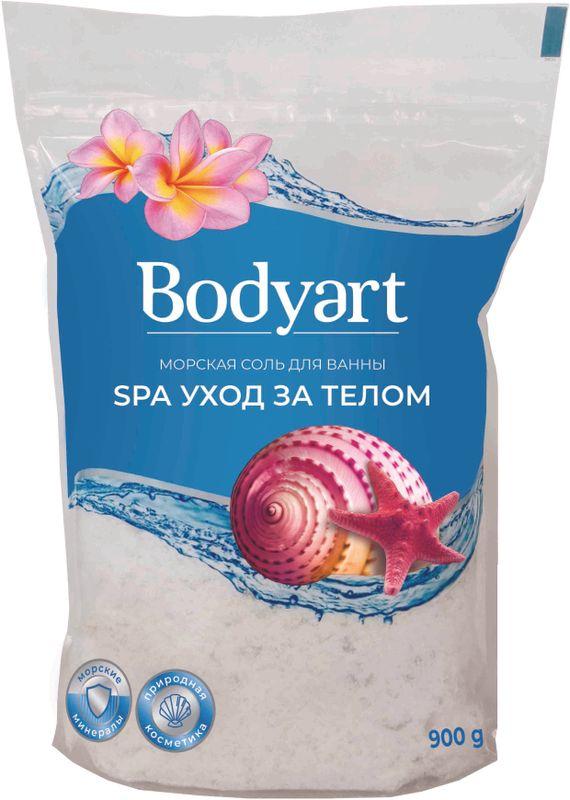 Bodyart
МОРСКАЯ СОЛЬ ДЛЯ ВАННЫ
SPA УХОД ЗА ТЕЛОМ
морские
минералы
природная
косметика
900 g